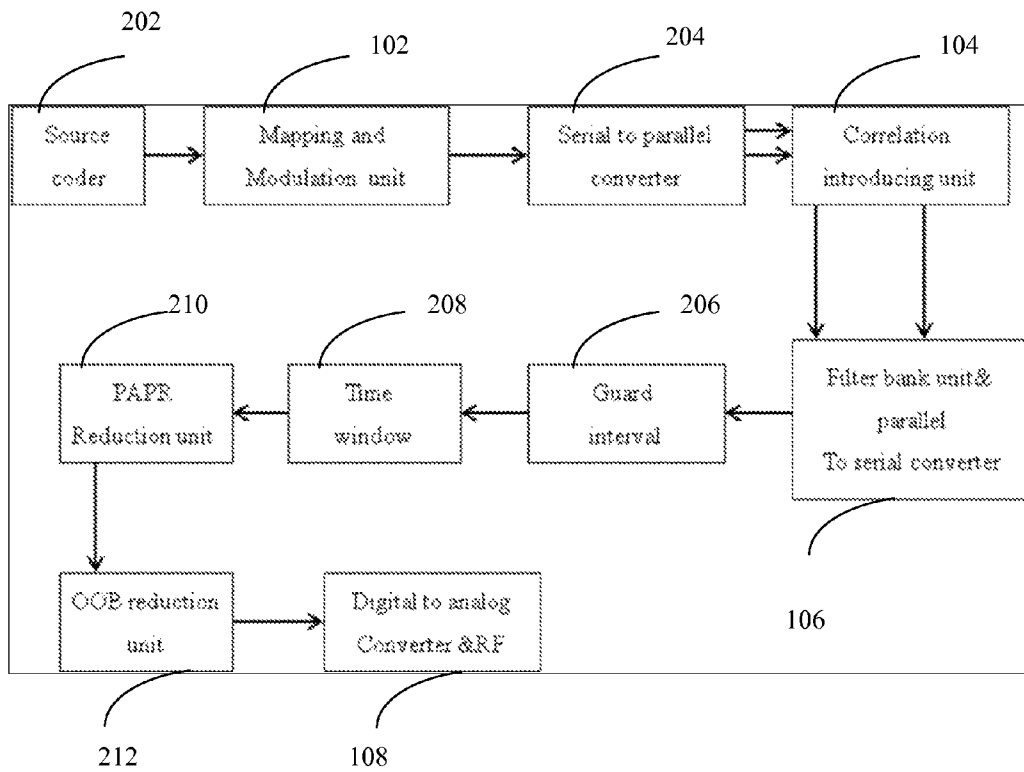 202
102
204
104
Source
coder
Mapping and
Modulation unit
Serial to parallel
converter
Correlation
introducing unit
210
208
206
PAPR
Reduction unit
Time
window
Guard
interval
Filter bank unit&
parallel
To serial converter
OOB reduction
unit
Digital to analog
Converter &RF
106
212
108